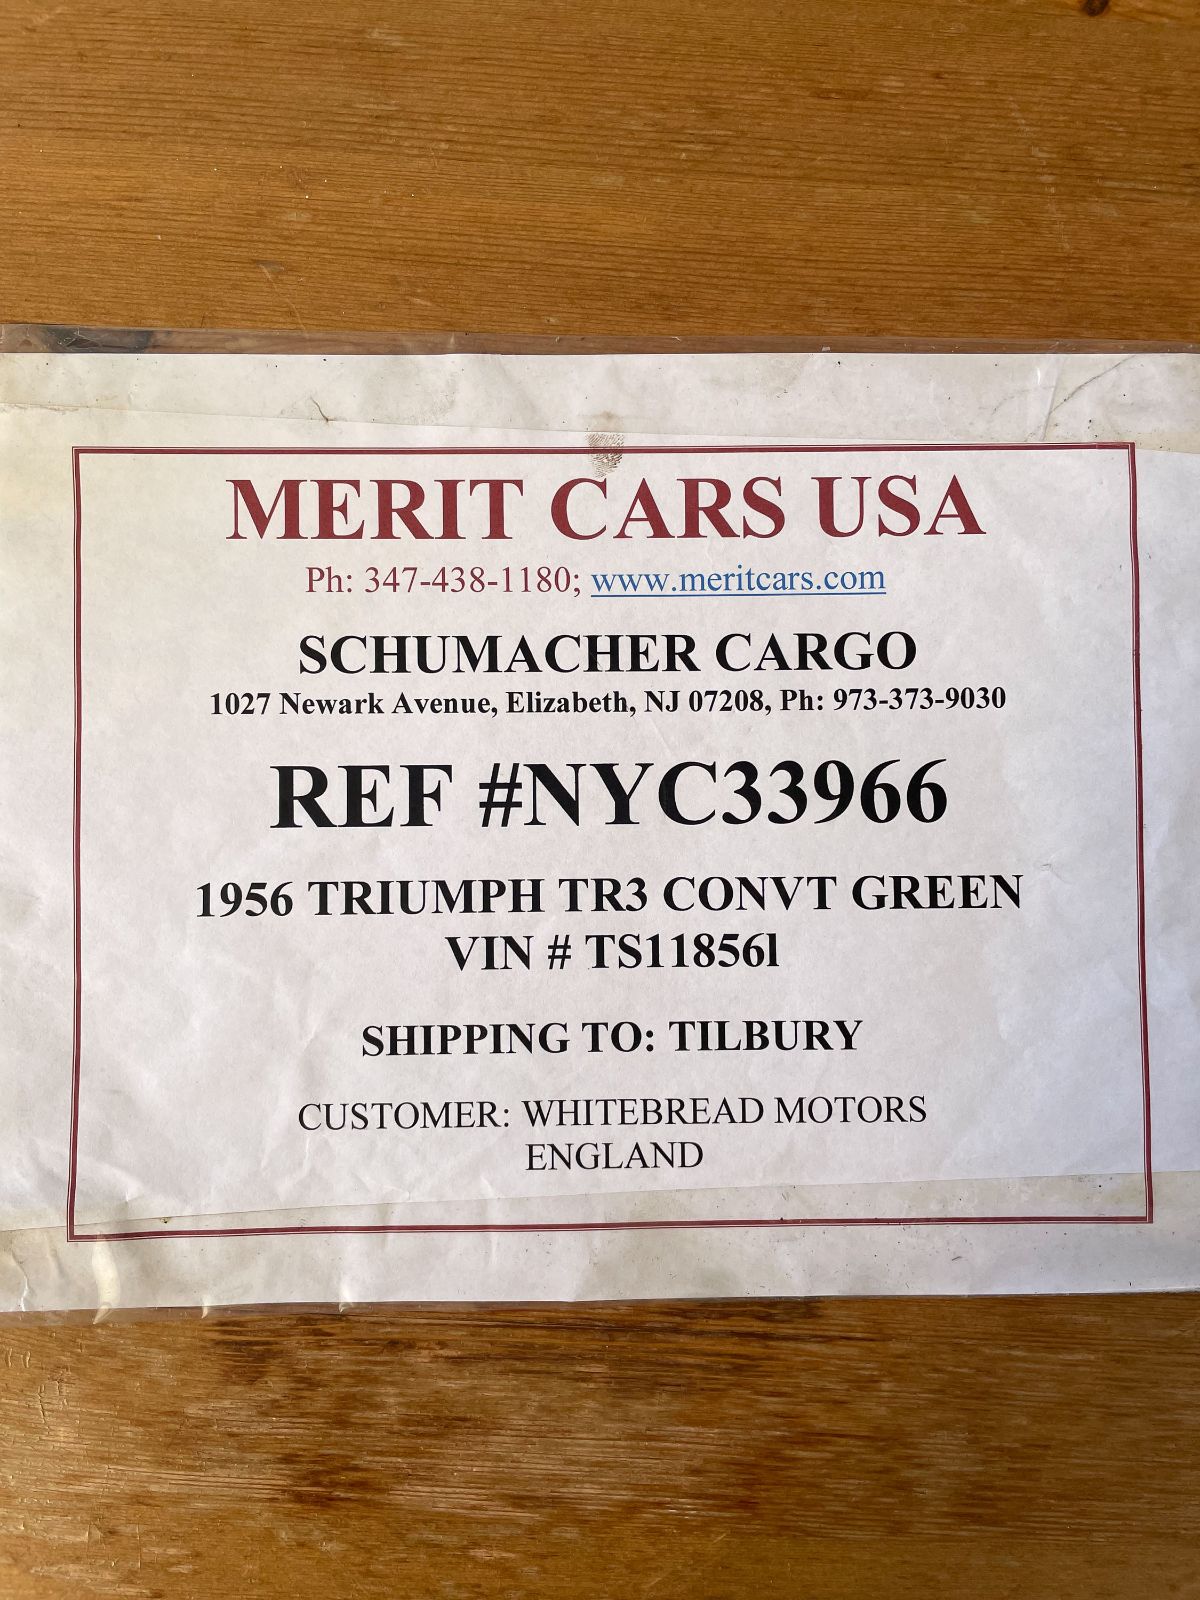 MERIT CARS USA
Ph: 347-438-1180; www.meritcars.com
SCHUMACHER CARGO
1027 Newark Avenue, Elizabeth, NJ 07208, Ph: 973-373-9030
REF #NYC33966
1956 TRIUMPH TR3 CONVT GREEN
VIN # TS11856l
SHIPPING TO: TILBURY
CUSTOMER: WHITEBREAD MOTORS
ENGLAND